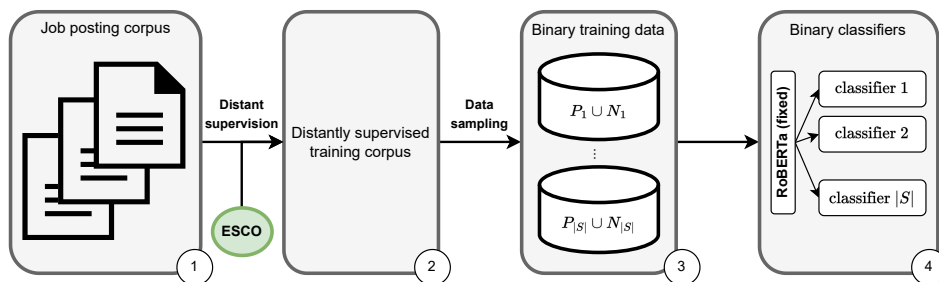 Job posting corpus
1
Distant
supervision
ESCO
Distantly supervised
training corpus
2
Data
sampling
Binary training data
P₁ ∪ N₁
...
P|S| ∪ N|S|
3
Binary classifiers
RoBERTa (fixed)
classifier 1
classifier 2
classifier |S|
4